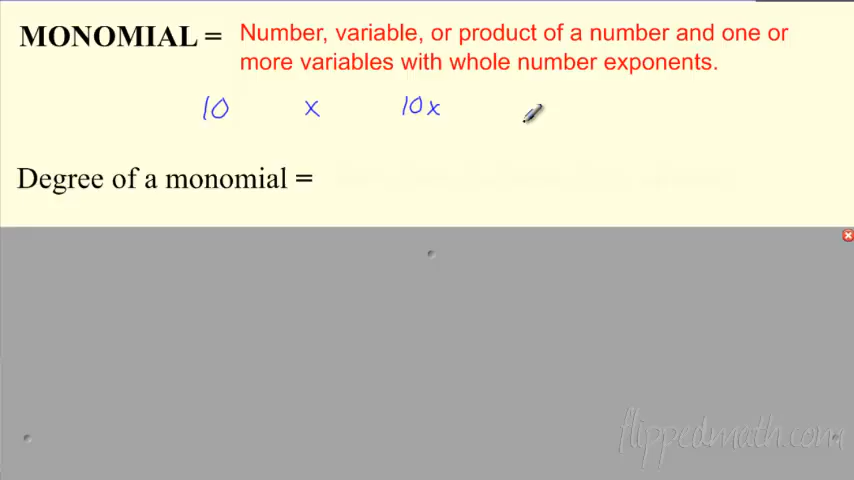 MONOMIAL = Number, variable, or product of a number and one or
more variables with whole number exponents.
10 x 10x
Degree of a monomial =
flippedmath.com